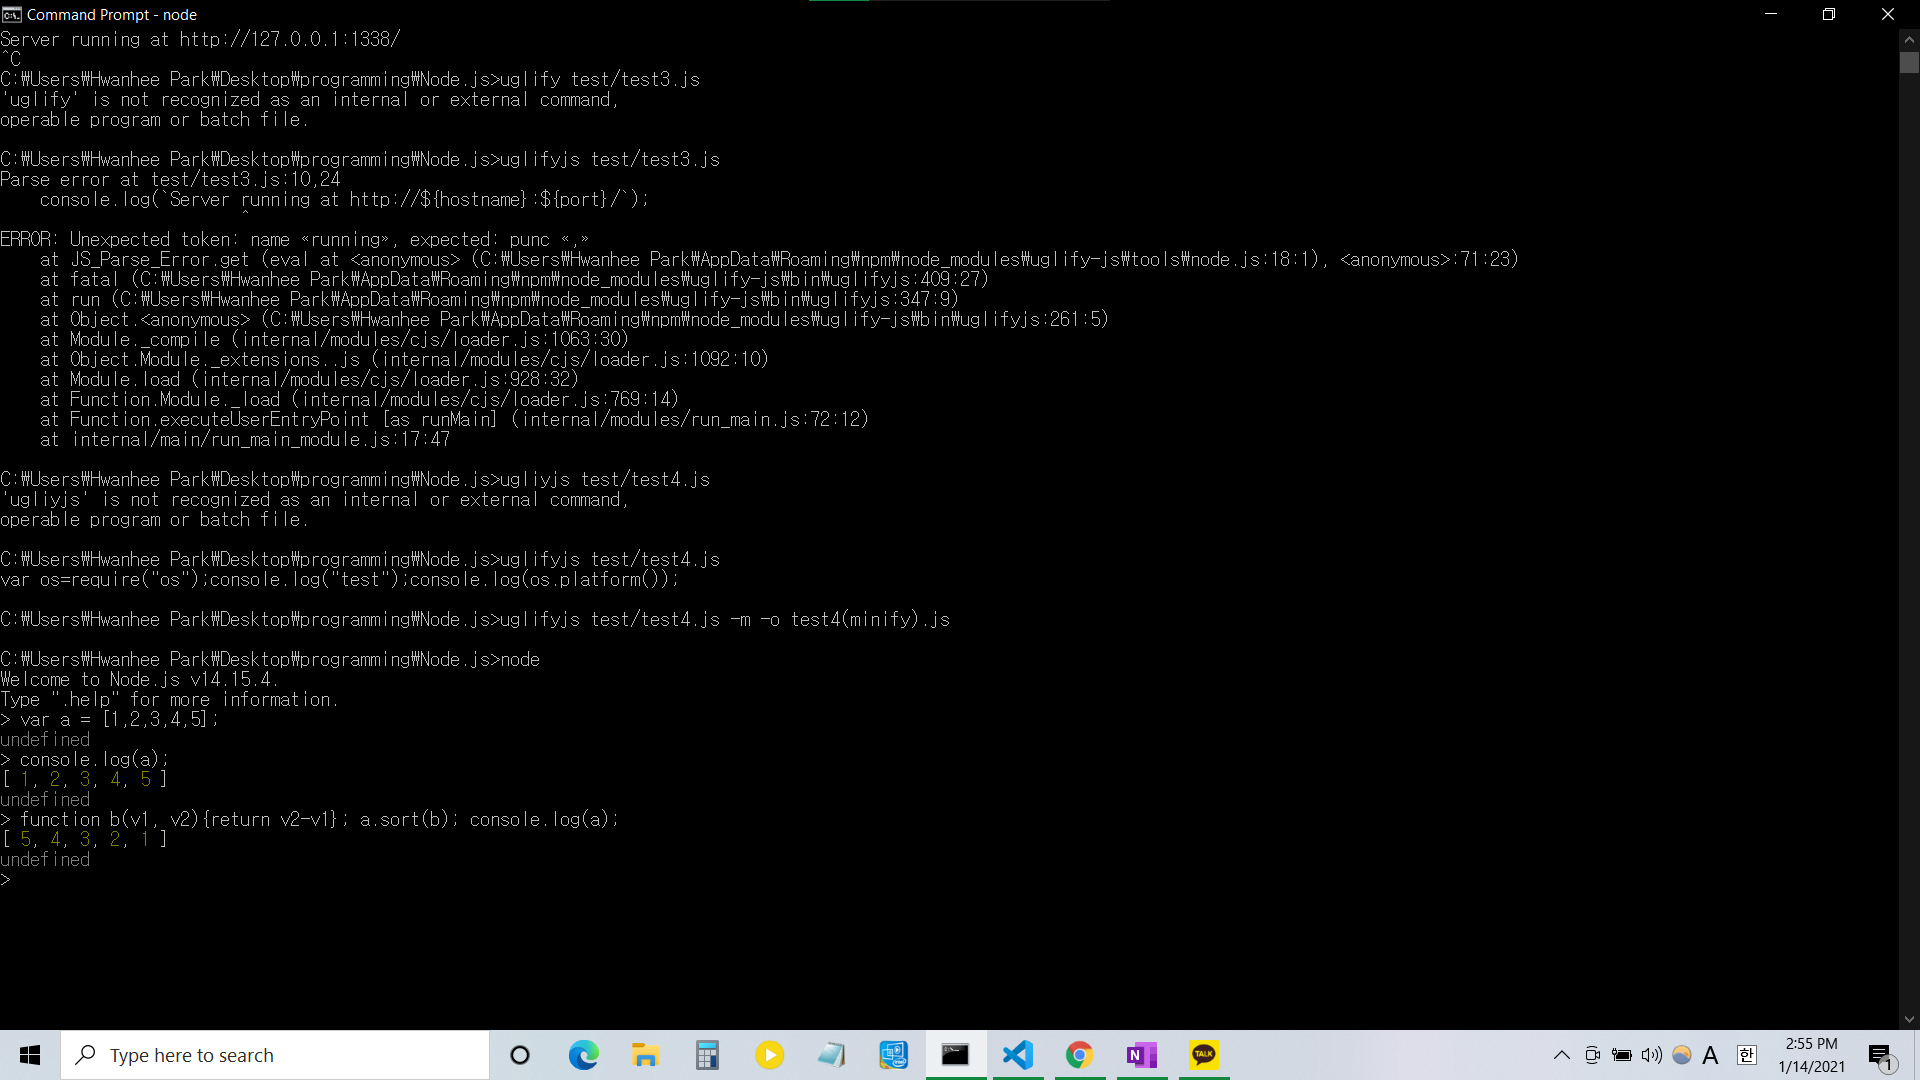 Command Prompt - node
Server running at http://127.0.0.1:1338/
^C
C:₩Users₩Hwanhee Park₩Desktop₩programming₩Node.js>uglify test/test3.js
'uglify' is not recognized as an internal or external command,
operable program or batch file.
C:₩Users₩Hwanhee Park₩Desktop₩programming₩Node.js>uglifyjs test/test3.js
Parse error at test/test3.js:10,24
    console.log(`Server running at http://${hostname}:${port}/`);
                        ^
ERROR: Unexpected token: name «running», expected: punc «,»
    at JS_Parse_Error.get (eval at <anonymous> (C:₩Users₩Hwanhee Park₩AppData₩Roaming₩npm₩node_modules₩uglify-js₩tools₩node.js:18:1), <anonymous>:71:23)
    at fatal (C:₩Users₩Hwanhee Park₩AppData₩Roaming₩npm₩node_modules₩uglify-js₩bin₩uglifyjs:409:27)
    at run (C:₩Users₩Hwanhee Park₩AppData₩Roaming₩npm₩node_modules₩uglify-js₩bin₩uglifyjs:347:9)
    at Object.<anonymous> (C:₩Users₩Hwanhee Park₩AppData₩Roaming₩npm₩node_modules₩uglify-js₩bin₩uglifyjs:261:5)
    at Module._compile (internal/modules/cjs/loader.js:1063:30)
    at Object.Module._extensions..js (internal/modules/cjs/loader.js:1092:10)
    at Module.load (internal/modules/cjs/loader.js:928:32)
    at Function.Module._load (internal/modules/cjs/loader.js:769:14)
    at Function.executeUserEntryPoint [as runMain] (internal/modules/run_main.js:72:12)
    at internal/main/run_main_module.js:17:47
C:₩Users₩Hwanhee Park₩Desktop₩programming₩Node.js>ugliyjs test/test4.js
'ugliyjs' is not recognized as an internal or external command,
operable program or batch file.
C:₩Users₩Hwanhee Park₩Desktop₩programming₩Node.js>uglifyjs test/test4.js
var os=require("os");console.log("test");console.log(os.platform());
C:₩Users₩Hwanhee Park₩Desktop₩programming₩Node.js>uglifyjs test/test4.js -m -o test4(minify).js
C:₩Users₩Hwanhee Park₩Desktop₩programming₩Node.js>node
Welcome to Node.js v14.15.4.
Type ".help" for more information.
> var a = [1,2,3,4,5];
undefined
> console.log(a);
[ 1, 2, 3, 4, 5 ]
undefined
> function b(v1, v2){return v2-v1}; a.sort(b); console.log(a);
[ 5, 4, 3, 2, 1 ]
undefined
>
Type here to search
N
TALK
A
한
2:55 PM
1/14/2021
1